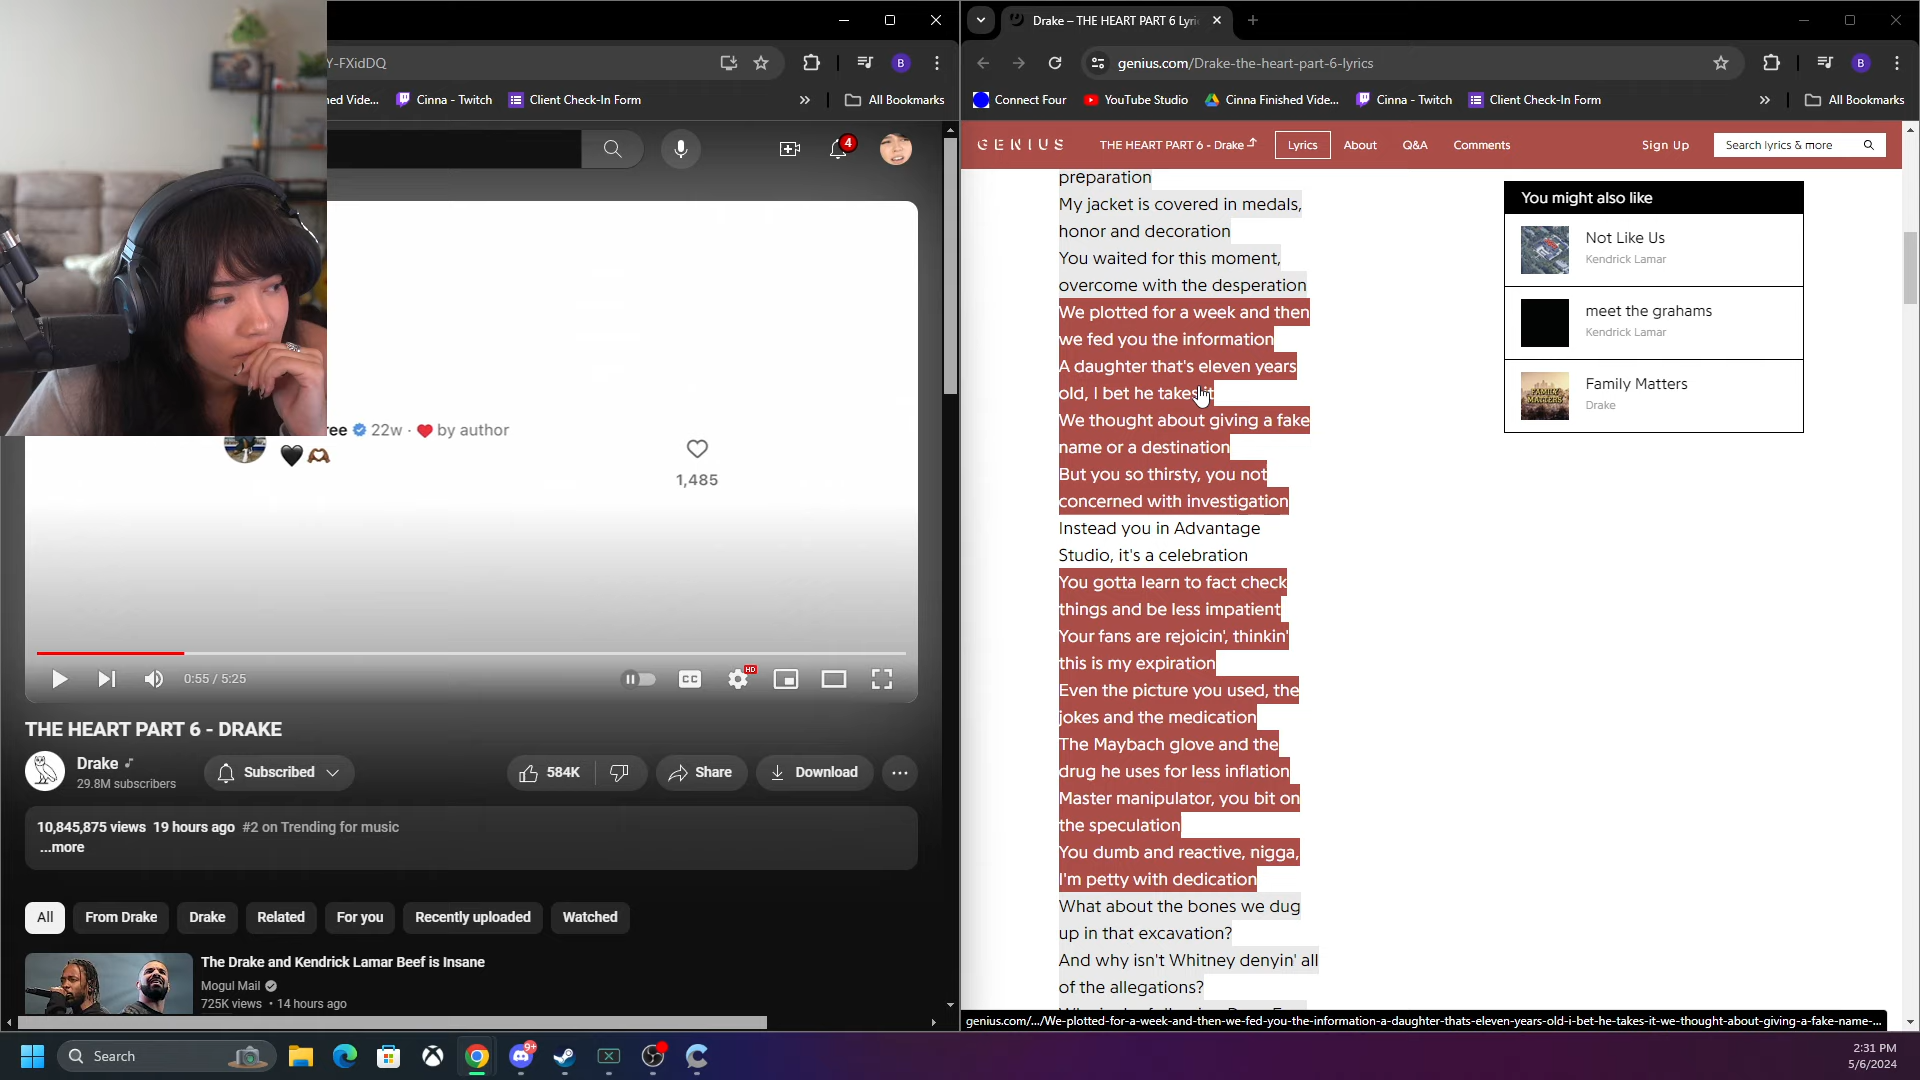 Y-FXidDQ
B
ed Vide...
Cinna - Twitch
Client Check-In Form
»
All Bookmarks
4
ree 22w · by author
1,485
0:55 / 5:25
CC
HD
THE HEART PART 6 - DRAKE
Drake
29.8M subscribers
Subscribed
584K
Share
Download
10,845,875 views 19 hours ago #2 on Trending for music
...more
All
From Drake
Drake
Related
For you
Recently uploaded
Watched
The Drake and Kendrick Lamar Beef is Insane
Mogul Mail
725K views • 14 hours ago
Drake – THE HEART PART 6 Lyri
genius.com/Drake-the-heart-part-6-lyrics
B
Connect Four
YouTube Studio
Cinna Finished Vide...
Cinna - Twitch
Client Check-In Form
»
All Bookmarks
GENIUS
THE HEART PART 6 - Drake
Lyrics
About
Q&A
Comments
Sign Up
Search lyrics & more
preparation
My jacket is covered in medals,
honor and decoration
You waited for this moment,
overcome with the desperation
We plotted for a week and then
we fed you the information
A daughter that's eleven years
old, I bet he takes it
We thought about giving a fake
name or a destination
But you so thirsty, you not
concerned with investigation
Instead you in Advantage
Studio, it's a celebration
You gotta learn to fact check
things and be less impatient
Your fans are rejoicin', thinkin'
this is my expiration
Even the picture you used, the
jokes and the medication
The Maybach glove and the
drug he uses for less inflation
Master manipulator, you bit on
the speculation
You dumb and reactive, nigga,
I'm petty with dedication
What about the bones we dug
up in that excavation?
And why isn't Whitney denyin' all
of the allegations?
You might also like
Not Like Us
Kendrick Lamar
meet the grahams
Kendrick Lamar
Family Matters
Drake
genius.com/.../We-plotted-for-a-week-and-then-we-fed-you-the-information-a-daughter-thats-eleven-years-old-i-bet-he-takes-it-we-thought-about-giving-a-fake-name-...
Search
9+
2:31 PM
5/6/2024